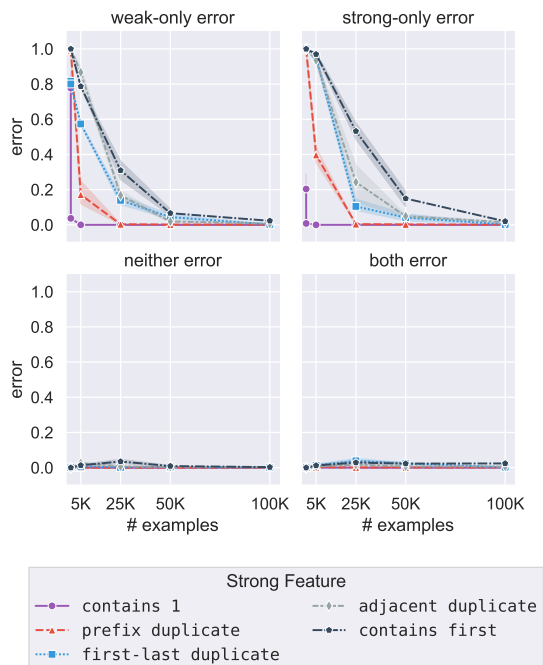 weak-only error
strong-only error
1.0
0.8
0.6
0.4
0.2
0.0
error
neither error
both error
1.0
0.8
0.6
0.4
0.2
0.0
error
5K 25K 50K 100K
5K 25K 50K 100K
# examples
# examples
Strong Feature
contains 1
prefix duplicate
first-last duplicate
adjacent duplicate
contains first